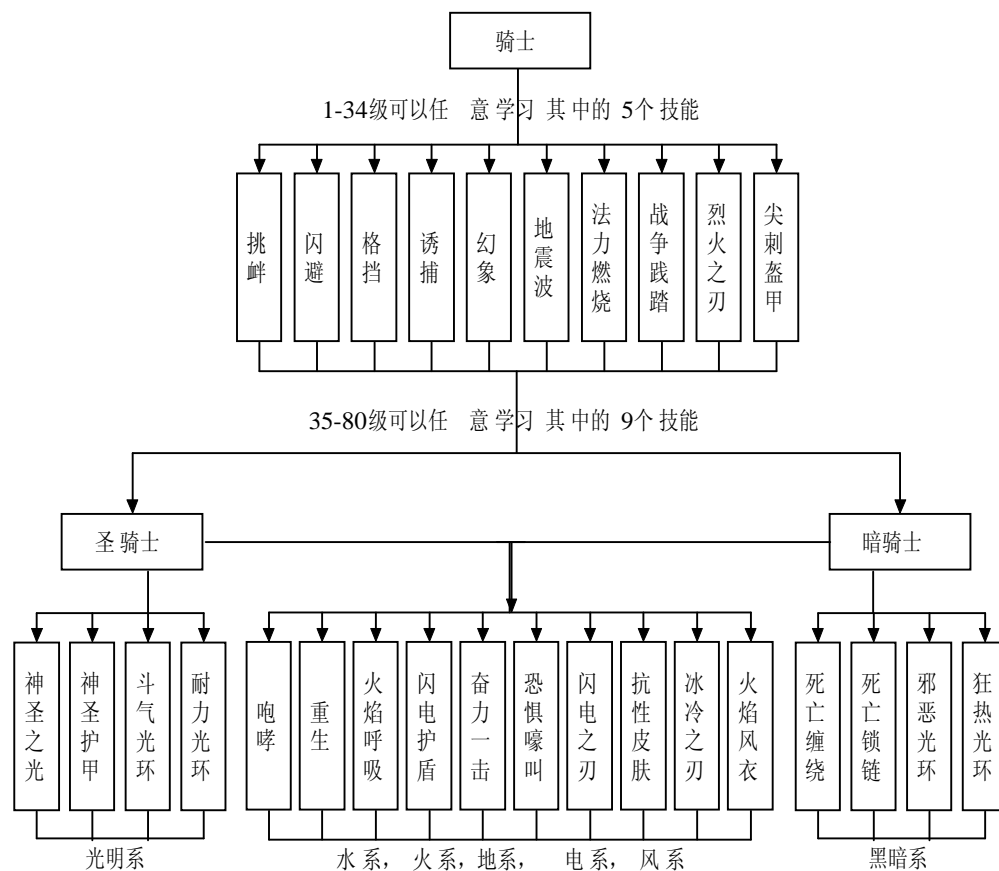 骑士
1-34级可以任意学习其中的5个技能
挑衅
闪避
格挡
诱捕
幻象
地震波
法力燃烧
战争践踏
烈火之刃
尖刺盔甲
35-80级可以任意学习其中的9个技能
圣骑士
暗骑士
神圣之光
神圣护甲
斗气光环
耐力光环
咆哮
重生
火焰呼吸
闪电护盾
奋力一击
恐惧嚎叫
闪电之刃
抗性皮肤
冰冷之刃
火焰风衣
死亡缠绕
死亡锁链
邪恶光环
狂热光环
光明系
水系，火系，地系，电系，风系
黑暗系